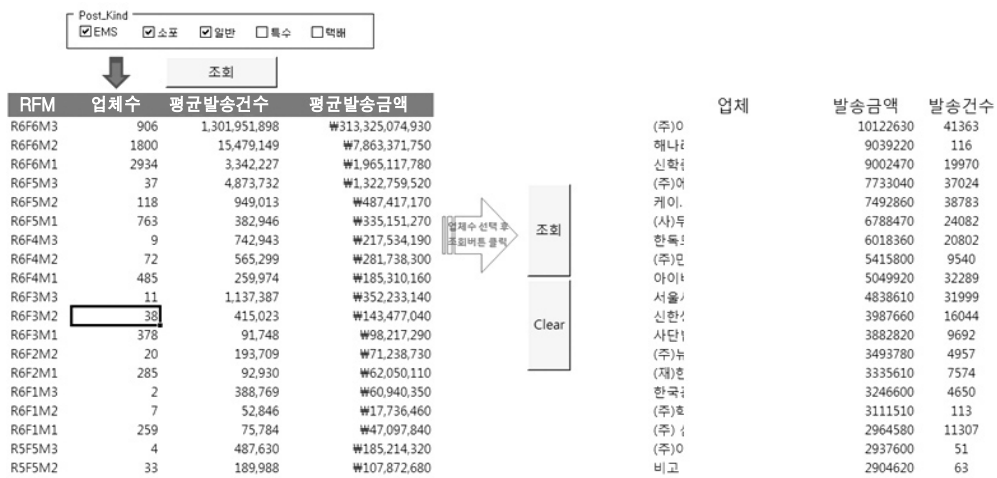 Post_Kind
EMS 소포 일반 특수 택배
조회
RFM 업체수 평균발송건수 평균발송금액
R6F6M3 906 1,301,951,898 ₩313,325,074,930
R6F6M2 1800 15,479,149 ₩7,863,371,750
R6F6M1 2934 3,342,227 ₩1,965,117,780
R6F5M3 37 4,873,732 ₩1,322,759,520
R6F5M2 118 949,013 ₩487,417,170
R6F5M1 763 382,946 ₩335,151,270
R6F4M3 9 742,943 ₩217,534,190
R6F4M2 72 565,299 ₩281,738,300
R6F4M1 485 259,974 ₩185,310,160
R6F3M3 11 1,137,387 ₩352,233,140
R6F3M2 38 415,023 ₩143,477,040
R6F3M1 378 91,748 ₩98,217,290
R6F2M2 20 193,709 ₩71,238,730
R6F2M1 285 92,930 ₩62,050,110
R6F1M3 2 388,769 ₩60,940,350
R6F1M2 7 52,846 ₩17,736,460
R6F1M1 259 75,784 ₩47,097,840
R5F5M3 4 487,630 ₩185,214,320
R5F5M2 33 189,988 ₩107,872,680
업체수 선택 후
조회버튼 클릭
조회
Clear
업체 발송금액 발송건수
(주)이 10122630 41363
해나라 9039220 116
신학 9002470 19970
(주)에 7733040 37024
케이. 7492860 38783
(사)두 6788470 24082
한독 6018360 20802
(주)민 5415800 9540
아이 5049920 32289
서울 4838610 31999
신한 3987660 16044
사단 3882820 9692
(주)뉴 3493780 4957
(재)한 3335610 7574
한국 3246600 4650
(주)학 3111510 113
(주) 2964580 11307
(주)이 2937600 51
비고 2904620 63